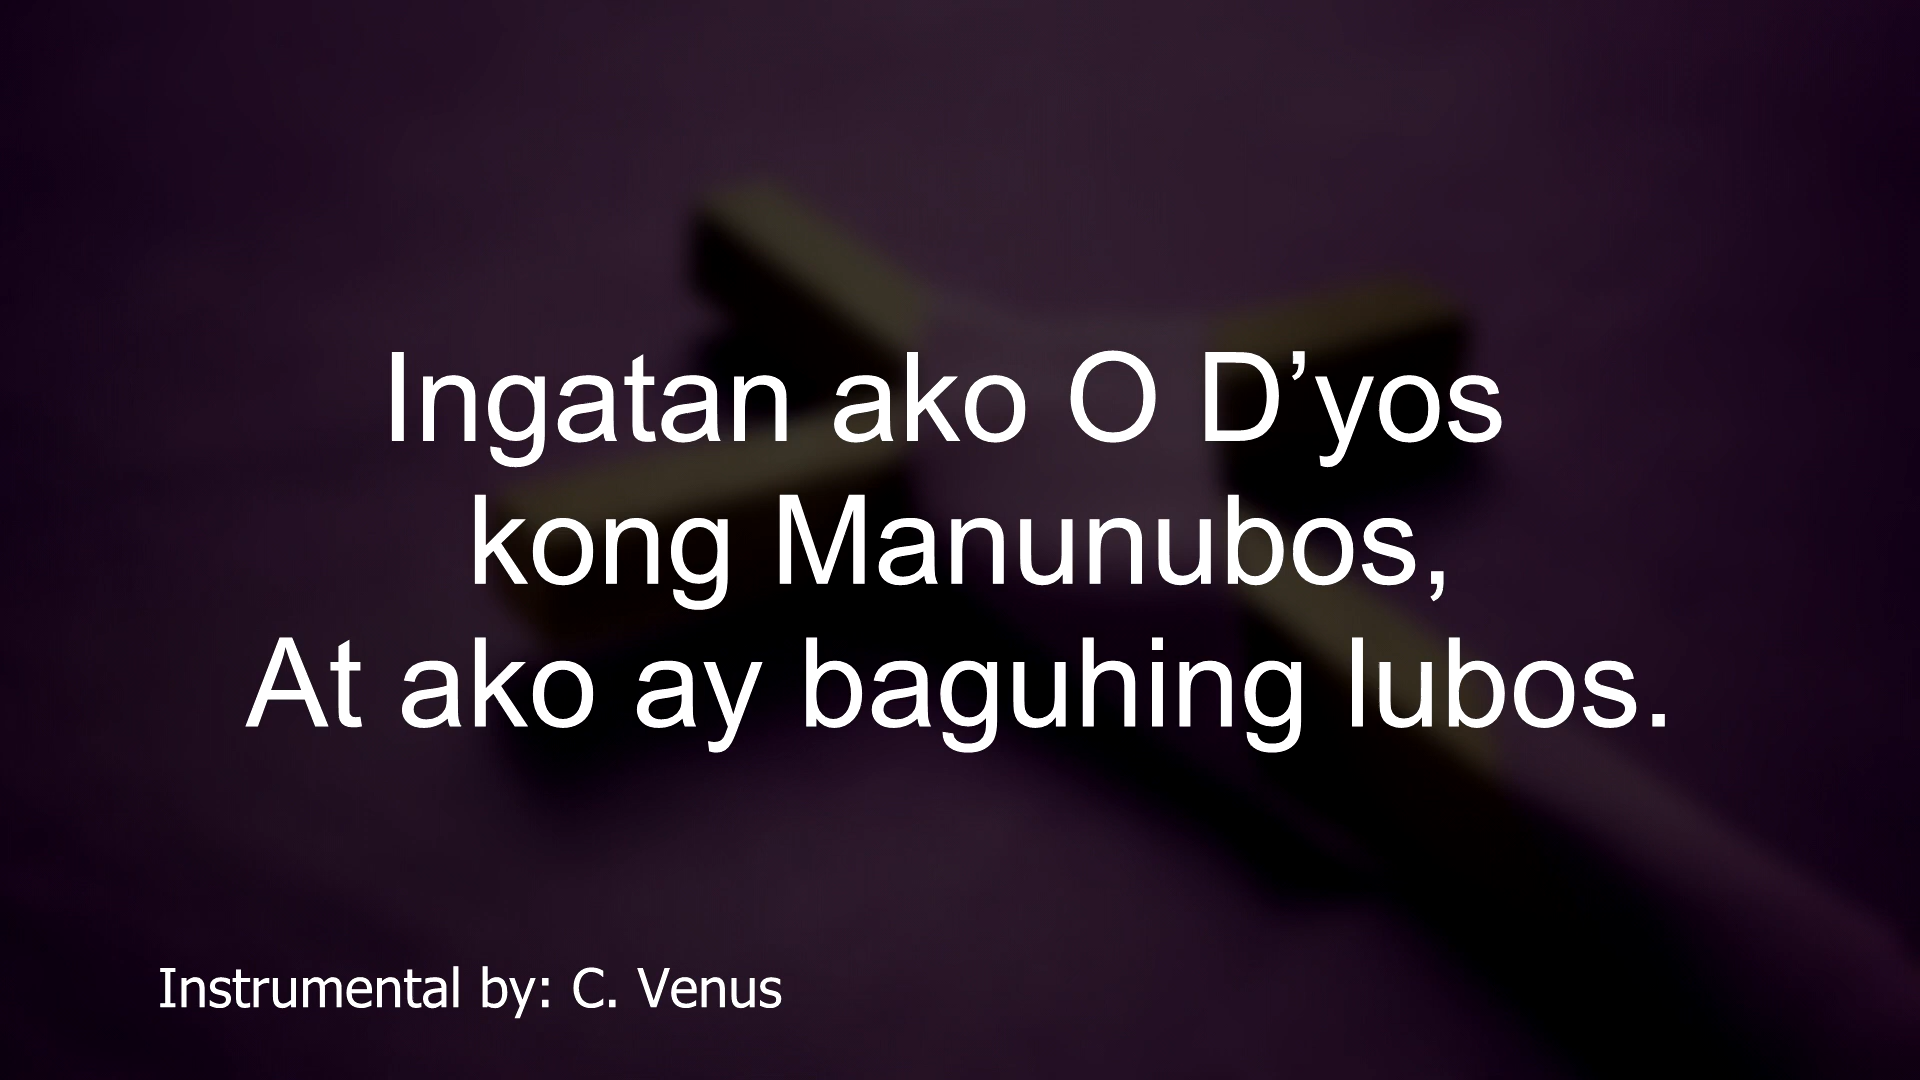 Ingatan ako O D’yos
kong Manunubos,
At ako ay baguhing lubos.
Instrumental by: C. Venus